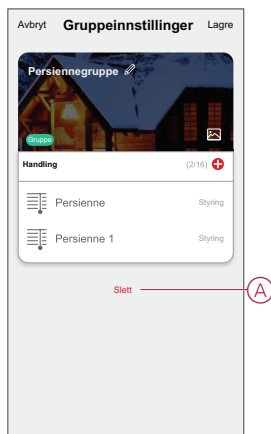 Avbryt Gruppeinnstillinger Lagre
Persiennegruppe
Gruppe
Handling (2/16)
Persienne Styring
Persienne 1 Styring
Slett A